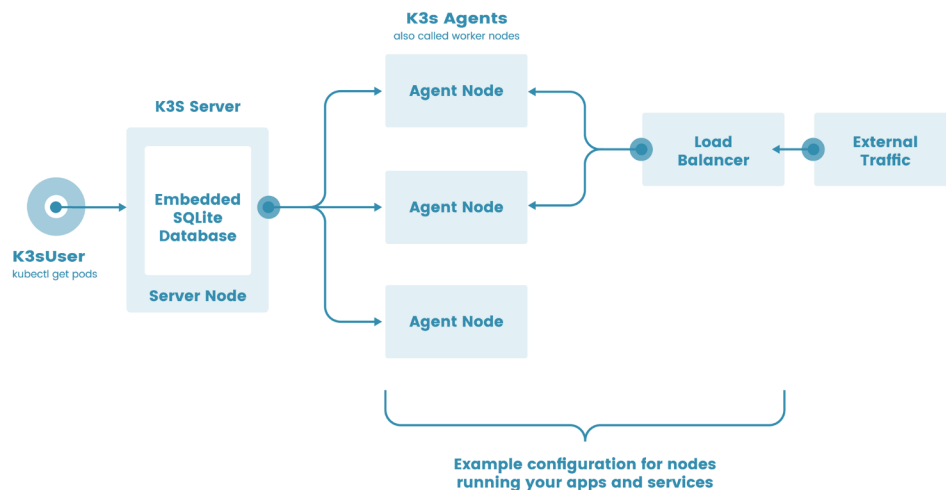 K3s Agents
also called worker nodes
K3S Server
Embedded
SQLite
Database
Server Node
K3sUser
kubectl get pods
Agent Node
Agent Node
Agent Node
Load
Balancer
External
Traffic
Example configuration for nodes
running your apps and services